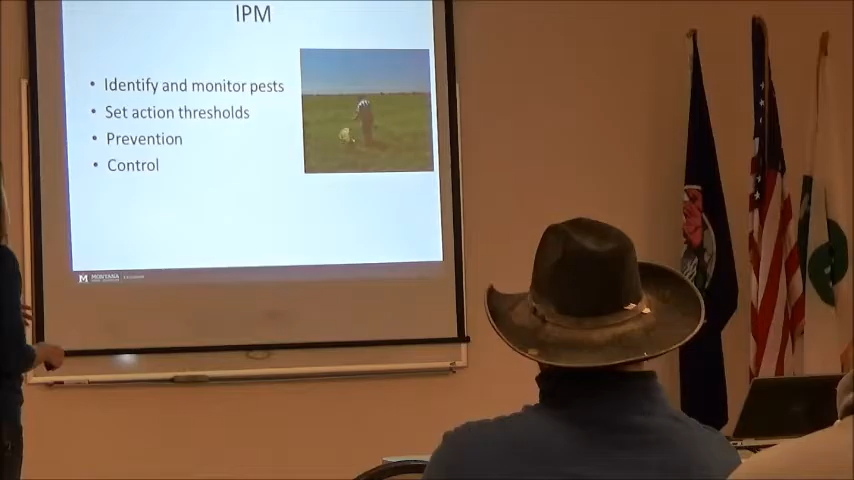 IPM
• Identify and monitor pests
• Set action thresholds
• Prevention
• Control
M MONTANA